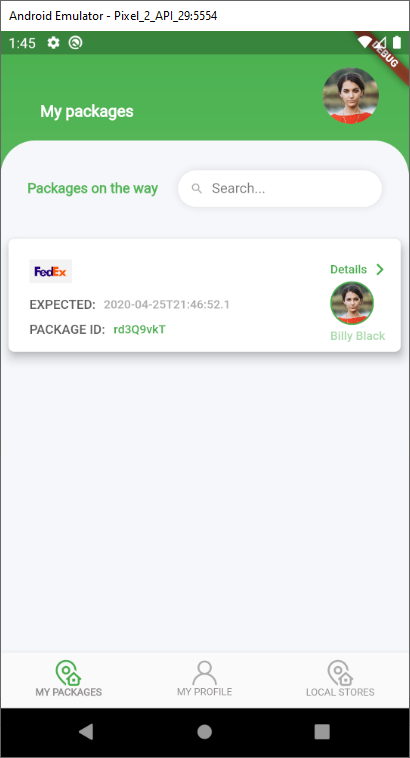 Android Emulator - Pixel_2_API_29:5554
1:45
DEBUG
My packages
Packages on the way
Search...
FedEx
Details
EXPECTED: 2020-04-25T21:46:52.1
PACKAGE ID: rd3Q9vkT
Billy Black
MY PACKAGES
MY PROFILE
LOCAL STORES